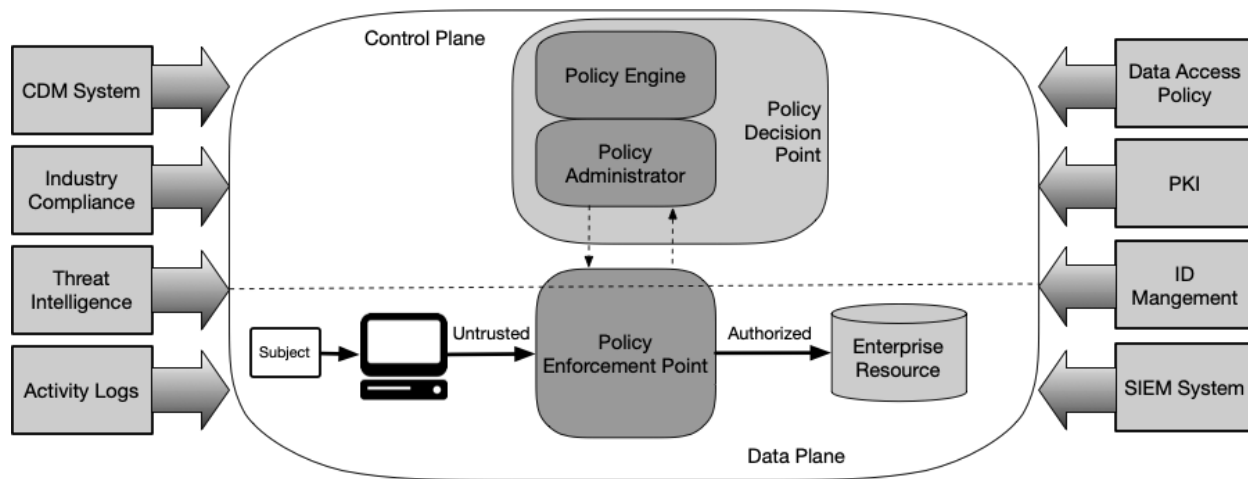 Control Plane
Policy Engine
Policy
Administrator
Policy
Decision
Point
CDM System
Industry
Compliance
Threat
Intelligence
Activity Logs
Subject
Untrusted
Policy
Enforcement Point
Authorized
Enterprise
Resource
Data Plane
Data Access
Policy
PKI
ID
Mangement
SIEM System